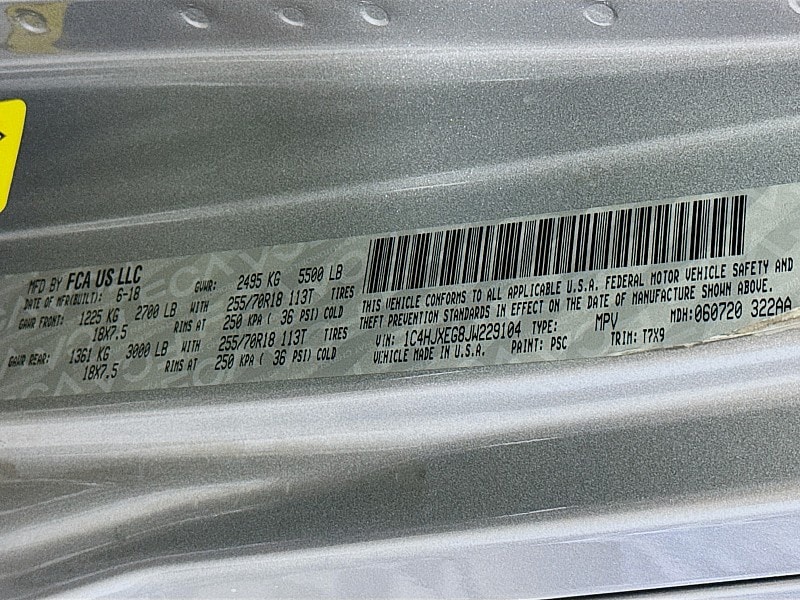 MFD BY FCA US LLC GVWR: 2495 KG 5500 LB
DATE OF MFR(BUILT): 6-18
GAWR FRONT: 1225 KG 2700 LB WITH 255/70R18 113T TIRES
18X7.5 RIMS AT 250 KPA ( 36 PSI) COLD
GAWR REAR: 1361 KG 3000 LB WITH 255/70R18 113T TIRES
18X7.5 RIMS AT 250 KPA ( 36 PSI) COLD
THIS VEHICLE CONFORMS TO ALL APPLICABLE U.S.A. FEDERAL MOTOR VEHICLE SAFETY AND
THEFT PREVENTION STANDARDS IN EFFECT ON THE DATE OF MANUFACTURE SHOWN ABOVE.
VIN: 1C4HJXEG8JW229104 TYPE: MPV MDH: 060720 322AA
VEHICLE MADE IN U.S.A. PAINT: PSC TRIM: T7X9